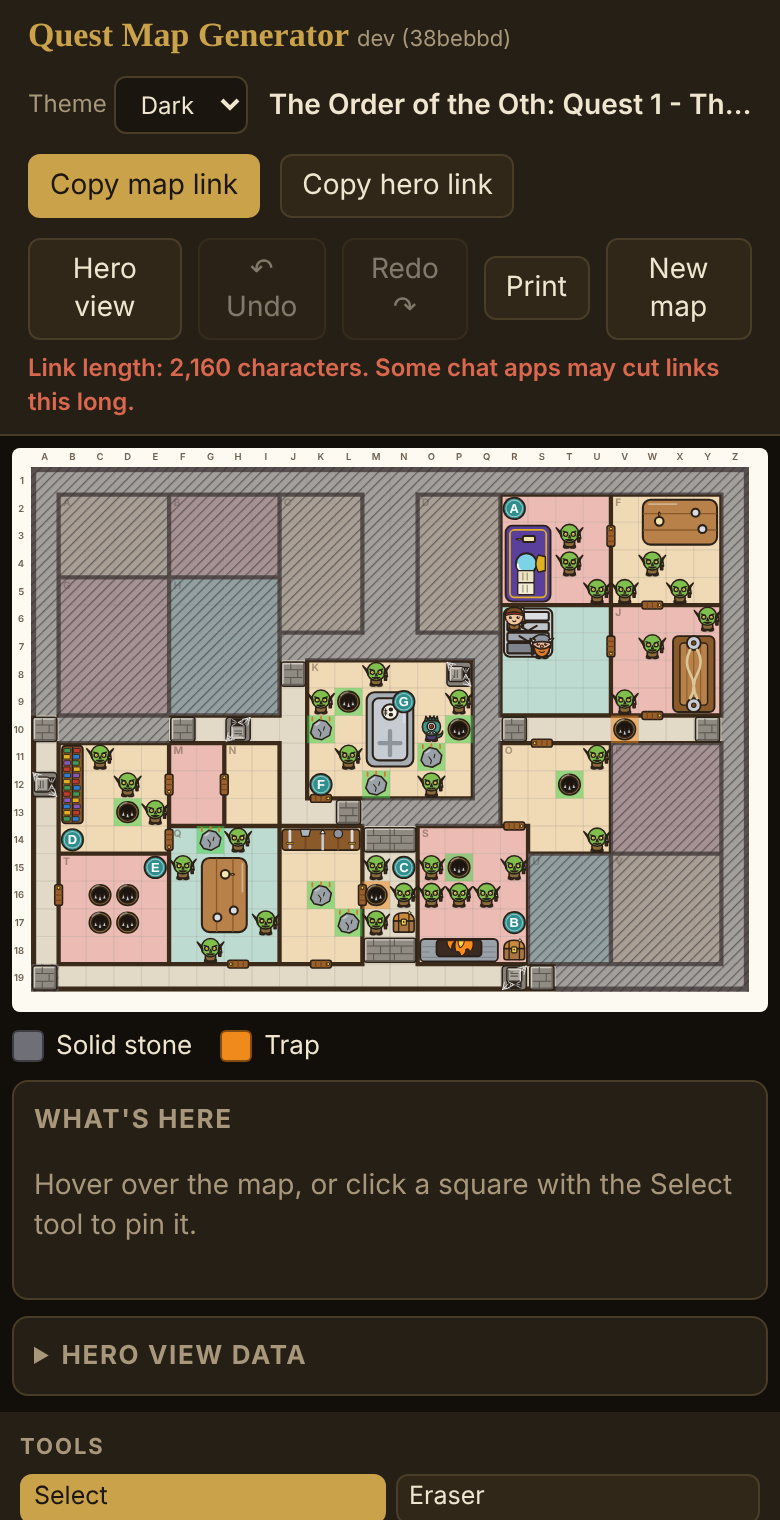 Quest Map Generator dev (38bebbd)
Theme Dark The Order of the Oth: Quest 1 - Th...
Copy map link Copy hero link
Hero view ↶ Undo Redo ↷ Print New map
Link length: 2,160 characters. Some chat apps may cut links
this long.
A B C D E F G H I J K L M N O P Q R S T U V W X Y Z
1
2 A F
3
4
5
6 J
7
8 K
9 G
10
11 M N O
12 F
13
14 D Q S
15 T E C
16
17 B
18
19
Solid stone Trap
WHAT'S HERE
Hover over the map, or click a square with the Select
tool to pin it.
▶ HERO VIEW DATA
TOOLS
Select Eraser